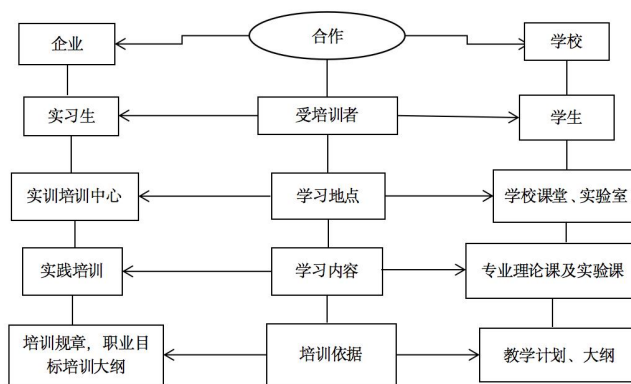 企业
合作
学校
实习生
受培训者
学生
实训培训中心
学习地点
学校课堂、实验室
实践培训
学习内容
专业理论课及实验课
培训规章，职业目
标培训大纲
培训依据
教学计划、大纲